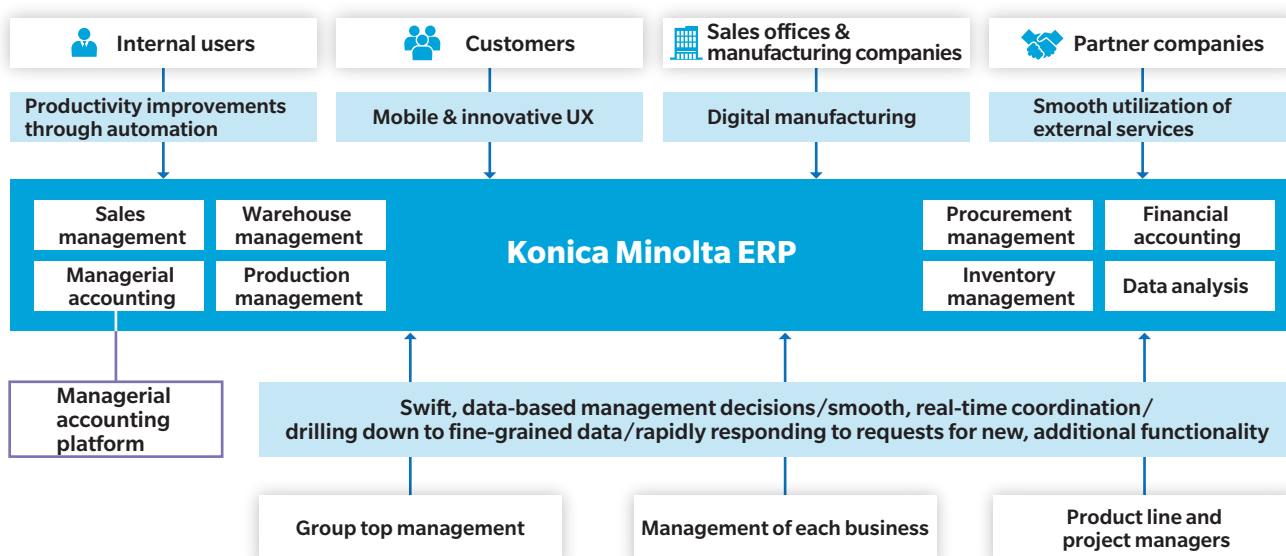 Internal users
Customers
Sales offices &
manufacturing companies
Partner companies
Productivity improvements
through automation
Mobile & innovative UX
Digital manufacturing
Smooth utilization of
external services
Sales
management
Warehouse
management
Managerial
accounting
Production
management
Konica Minolta ERP
Procurement
management
Financial
accounting
Inventory
management
Data analysis
Managerial
accounting
platform
Swift, data-based management decisions/smooth, real-time coordination/
drilling down to fine-grained data/rapidly responding to requests for new, additional functionality
Group top management
Management of each business
Product line and
project managers